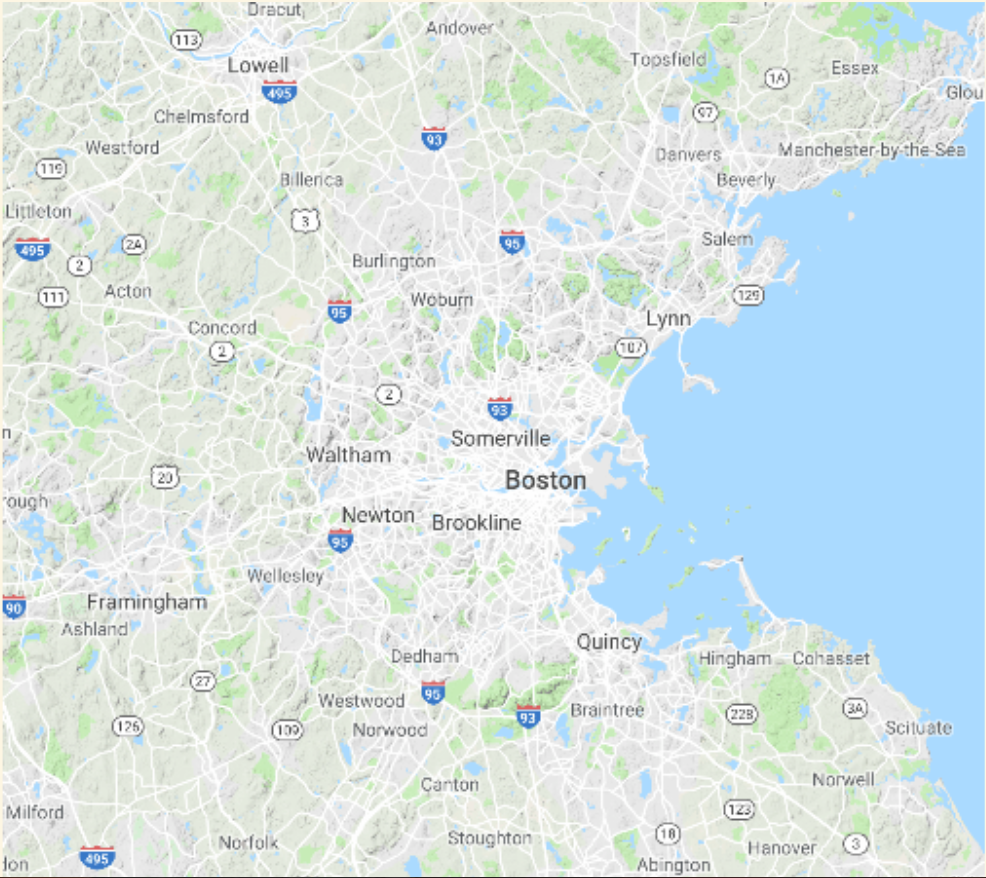 Dracut
Andover
113
Lowell
Topsfield
Essex
1A
495
Glou
97
Chelmsford
93
Westford
Danvers
Manchester-by-the-Sea
119
Billerica
Beverly
Littleton
3
495
2A
95
Salem
2
Burlington
111
Acton
Woburn
129
95
Lynn
Concord
2
107
2
93
n
Somerville
Waltham
20
Boston
rough
Newton
Brookline
95
Wellesley
90
Framingham
Ashland
Quincy
Dedham
Hingham
Cohasset
27
95
Westwood
3A
93
Braintree
228
126
109
Norwood
Scituate
Canton
Norwell
Milford
123
18
Norfolk
Stoughton
Hanover
3
495
don
Abington